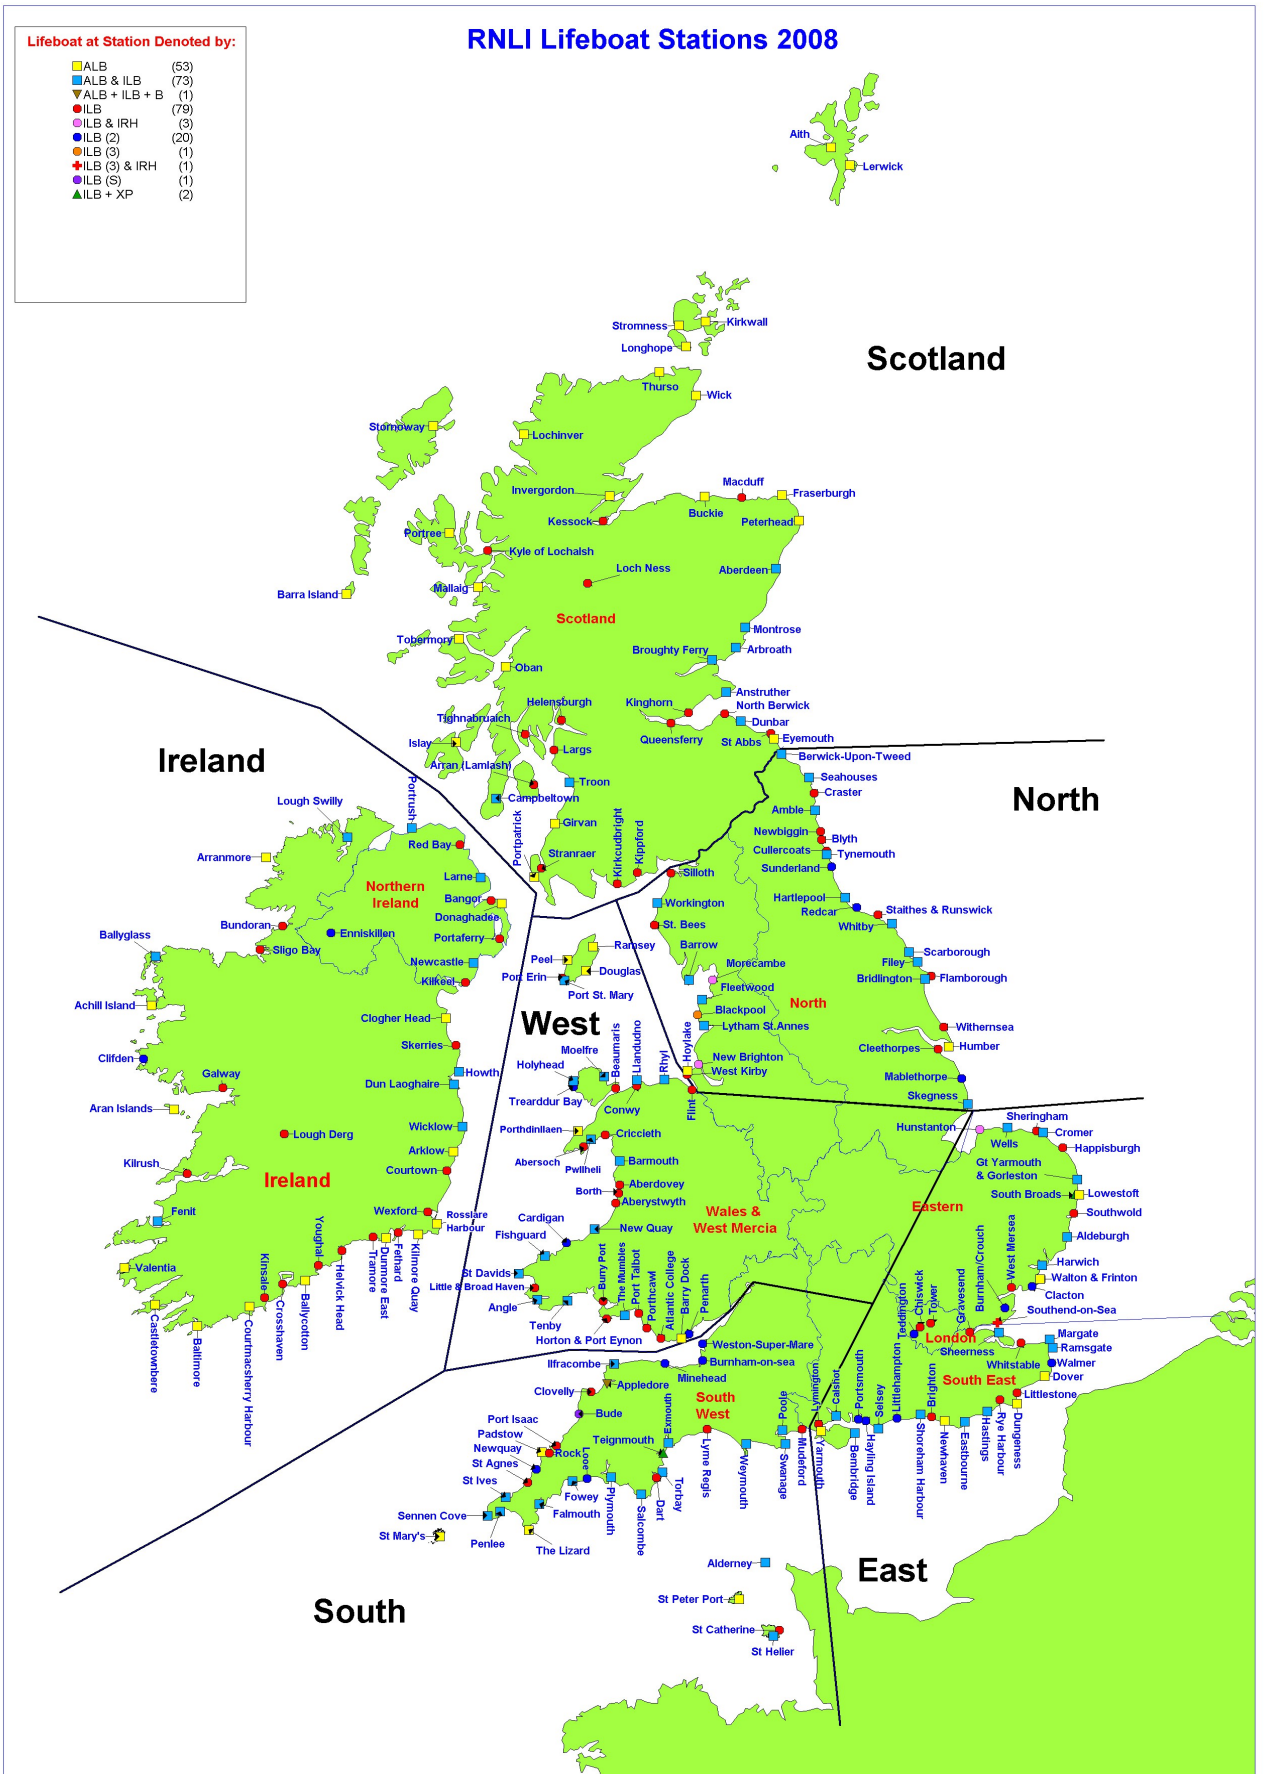 RNLI Lifeboat Stations 2008
Lifeboat at Station Denoted by:
ALB (53)
ALB & ILB (73)
ALB + ILB + B (1)
ILB (79)
ILB & IRH (3)
ILB (2) (20)
ILB (3) (1)
ILB (3) & IRH (1)
ILB (S) (1)
ILB + XP (2)
Aith
Lerwick
Stromness
Kirkwall
Longhope
Scotland
Thurso
Wick
Stornoway
Lochinver
Invergordon
Macduff
Fraserburgh
Buckie
Kessock
Peterhead
Portree
Kyle of Lochalsh
Loch Ness
Aberdeen
Mallaig
Barra Island
Scotland
Montrose
Tobermory
Arbroath
Broughty Ferry
Oban
Anstruther
Helensburgh
Kinghorn
North Berwick
Tighnabruaich
Dunbar
Queensferry
St Abbs
Eyemouth
Islay
Largs
Berwick-Upon-Tweed
Arran (Lamlash)
Ireland
Seahouses
Troon
Craster
Campbeltown
North
Portrush
Lough Swilly
Amble
Girvan
Newbiggin
Blyth
Portpatrick
Kirkcudbright
Kippford
Red Bay
Cullercoats
Tynemouth
Arranmore
Stranraer
Sunderland
Silloth
Larne
Northern
Ireland
Hartlepool
Bangor
Workington
Redcar
Staithes & Runswick
Donaghadee
Bundoran
St. Bees
Whitby
Enniskillen
Ballyglass
Portaferry
Sligo Bay
Ramsey
Barrow
Scarborough
Peel
Newcastle
Morecambe
Filey
Douglas
Port Erin
Kilkeel
Fleetwood
Bridlington
Flamborough
Port St. Mary
Achill Island
North
Blackpool
Clogher Head
West
Lytham St.Annes
Withernsea
Skerries
Moelfre
Beaumaris
Llandudno
Rhyl
Hoylake
Cleethorpes
Humber
Clifden
New Brighton
Holyhead
Galway
Howth
West Kirby
Mablethorpe
Dun Laoghaire
Trearddur Bay
Skegness
Aran Islands
Conwy
Flint
Sheringham
Wicklow
Porthdinllaen
Criccieth
Hunstanton
Wells
Cromer
Lough Derg
Abersoch
Happisburgh
Arklow
Pwllheli
Barmouth
Gt Yarmouth
& Gorleston
Kilrush
Courtown
Aberdovey
Ireland
Borth
South Broads
Lowestoft
Aberystwyth
Eastern
Fenit
Wexford
Rosslare
Harbour
Wales &
West Mercia
Southwold
Cardigan
New Quay
Fishguard
Aldeburgh
Youghal
Valentia
St Davids
Burry Port
The Mumbles
Port Talbot
Porthcawl
Atlantic College
Barry Dock
Penarth
West Mersea
Burnham/Crouch
Harwich
Walton & Frinton
Little & Broad Haven
Clacton
Kinsale
Crosshaven
Ballycotton
Helvick Head
Tramore
Dunmore East
Fethard
Kilmore Quay
Angle
Tenby
Teddington
Chiswick
Tower
Gravesend
Southend-on-Sea
Castletownbere
Baltimore
Courtmacsherry Harbour
Horton & Port Eynon
London
Margate
Weston-Super-Mare
Sheerness
Ramsgate
Ilfracombe
Burnham-on-sea
Whitstable
Walmer
Minehead
Dover
Appledore
South East
Clovelly
South
West
Lymington
Calshot
Portsmouth
Selsey
Littlehampton
Brighton
Littlestone
Bude
Poole
Port Isaac
Exmouth
Padstow
Teignmouth
Newquay
Rock
Looe
St Agnes
St Ives
Fowey
Plymouth
Salcombe
Dart
Torbay
Lyme Regis
Weymouth
Swanage
Mudeford
Yarmouth
Bembridge
Hayling Island
Shoreham Harbour
Newhaven
Eastbourne
Hastings
Rye Harbour
Dungeness
Sennen Cove
Falmouth
St Mary's
Penlee
The Lizard
Alderney
East
St Peter Port
South
St Catherine
St Helier